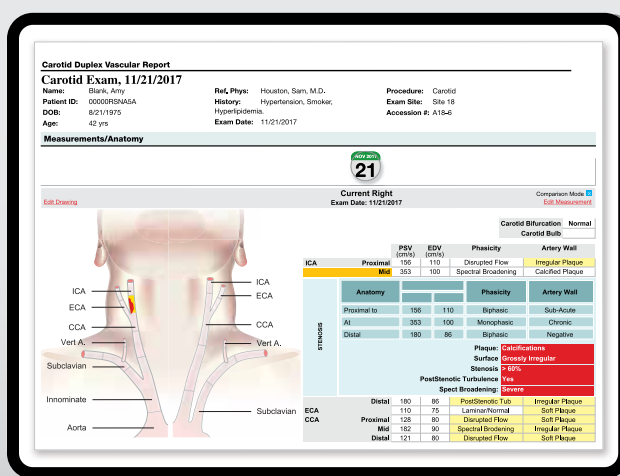 Carotid Duplex Vascular Report
Carotid Exam, 11/21/2017
Name: Blank, Amy Ref. Phys: Houston, Sam, M.D. Procedure: Carotid
Patient ID: 00000RSNA5A History: Hypertension, Smoker, Exam Site: Site 18
DOB: 8/21/1975 Hyperlipidemia. Accession #: A18-6
Age: 42 yrs Exam Date: 11/21/2017
Measurements/Anatomy
NOV 2017
21
Current Right Comparison Mode
Edit Drawing Exam Date: 11/21/2017 Edit Measurement
Carotid Bifurcation Normal
Carotid Bulb
PSV (cm/s) EDV (cm/s) Phasicity Artery Wall
ICA Proximal 156 110 Disrupted Flow Irregular Plaque
Mid 353 100 Spectral Broadening Calcified Plaque
STENOSIS
Anatomy Phasicity Artery Wall
Proximal to 156 110 Biphasic Sub-Acute
At 353 100 Monophasic Chronic
Distal 180 86 Biphasic Negative
Plaque: Calcifications
Surface Grossly Irregular
Stenosis > 60%
PostStenotic Turbulence Yes
Spect Broadening: Severe
Distal 180 86 PostStenotic Tub Irregular Plaque
ECA 110 75 Laminar/Normal Soft Plaque
CCA Proximal 128 80 Disrupted Flow Soft Plaque
Mid 182 90 Spectral Brodening Irregular Plaque
Distal 121 80 Disrupted Flow Soft Plaque
ICA
ECA
CCA
Vert A.
Subclavian
Innominate
Aorta
ICA
ECA
CCA
Vert A.
Subclavian